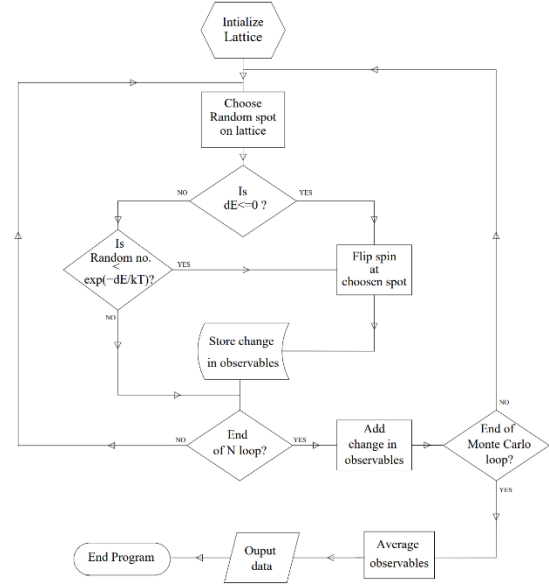 Intialize
Lattice
Choose
Random spot
on lattice
Is
dE<=0 ?
NO
YES
Is
Random no.
<
exp(−dE/kT)?
YES
NO
Flip spin
at
choosen spot
Store change
in observables
End
of N loop?
NO
YES
Add
change in
observables
End of
Monte Carlo
loop?
NO
YES
Average
observables
Ouput
data
End Program